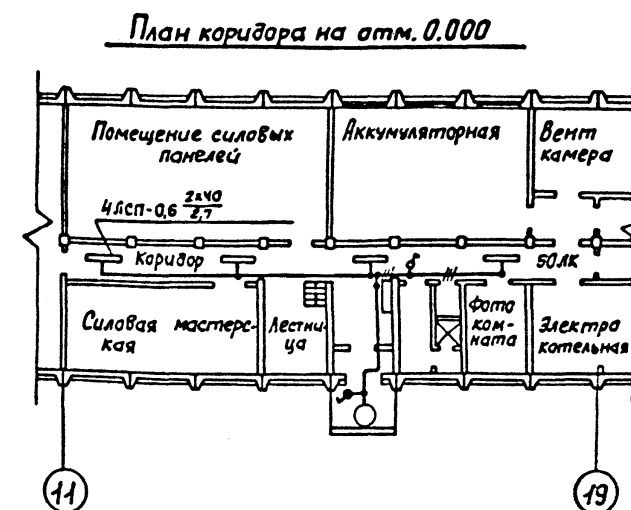 План коридора на отм. 0.000
Помещение силовых
панелей
Аккумуляторная
Вент
камера
4ЛСП-0,6 2х40
2,7
Коридор
50ЛК
Силовая мастерс-
кая
Лестни-
ца
Фото
ком-
ната
Электра
котельная
11
19